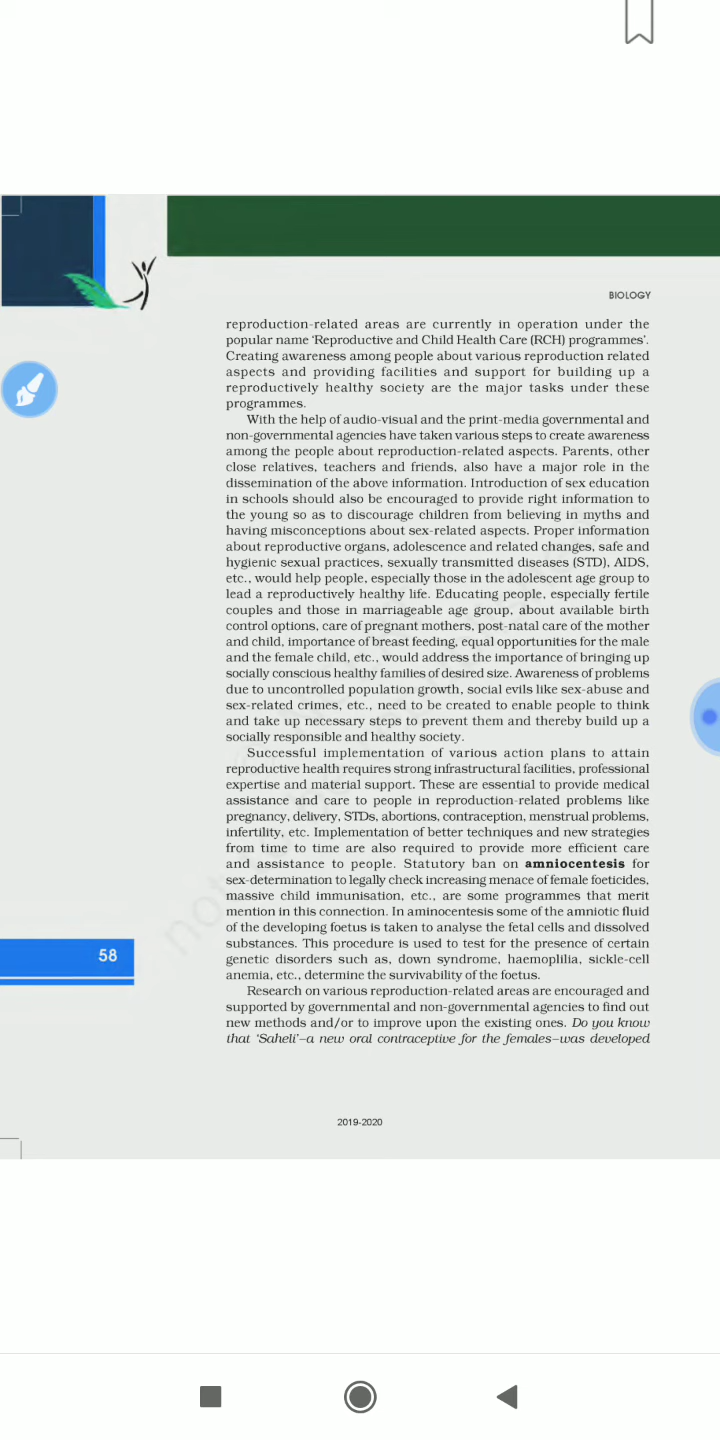 BIOLOGY
reproduction-related areas are currently in operation under the
popular name ‘Reproductive and Child Health Care (RCH) programmes’.
Creating awareness among people about various reproduction related
aspects and providing facilities and support for building up a
reproductively healthy society are the major tasks under these
programmes.
With the help of audio-visual and the print-media governmental and
non-governmental agencies have taken various steps to create awareness
among the people about reproduction-related aspects. Parents, other
close relatives, teachers and friends, also have a major role in the
dissemination of the above information. Introduction of sex education
in schools should also be encouraged to provide right information to
the young so as to discourage children from believing in myths and
having misconceptions about sex-related aspects. Proper information
about reproductive organs, adolescence and related changes, safe and
hygienic sexual practices, sexually transmitted diseases (STD), AIDS,
etc., would help people, especially those in the adolescent age group to
lead a reproductively healthy life. Educating people, especially fertile
couples and those in marriageable age group, about available birth
control options, care of pregnant mothers, post-natal care of the mother
and child, importance of breast feeding, equal opportunities for the male
and the female child, etc., would address the importance of bringing up
socially conscious healthy families of desired size. Awareness of problems
due to uncontrolled population growth, social evils like sex-abuse and
sex-related crimes, etc., need to be created to enable people to think
and take up necessary steps to prevent them and thereby build up a
socially responsible and healthy society.
Successful implementation of various action plans to attain
reproductive health requires strong infrastructural facilities, professional
expertise and material support. These are essential to provide medical
assistance and care to people in reproduction-related problems like
pregnancy, delivery, STDs, abortions, contraception, menstrual problems,
infertility, etc. Implementation of better techniques and new strategies
from time to time are also required to provide more efficient care
and assistance to people. Statutory ban on amniocentesis for
sex-determination to legally check increasing menace of female foeticides,
massive child immunisation, etc., are some programmes that merit
mention in this connection. In aminocentesis some of the amniotic fluid
of the developing foetus is taken to analyse the fetal cells and dissolved
substances. This procedure is used to test for the presence of certain
genetic disorders such as, down syndrome, haemoplilia, sickle-cell
anemia, etc., determine the survivability of the foetus.
Research on various reproduction-related areas are encouraged and
supported by governmental and non-governmental agencies to find out
new methods and/or to improve upon the existing ones. Do you know
that ‘Saheli’–a new oral contraceptive for the females–was developed
58
2019-2020